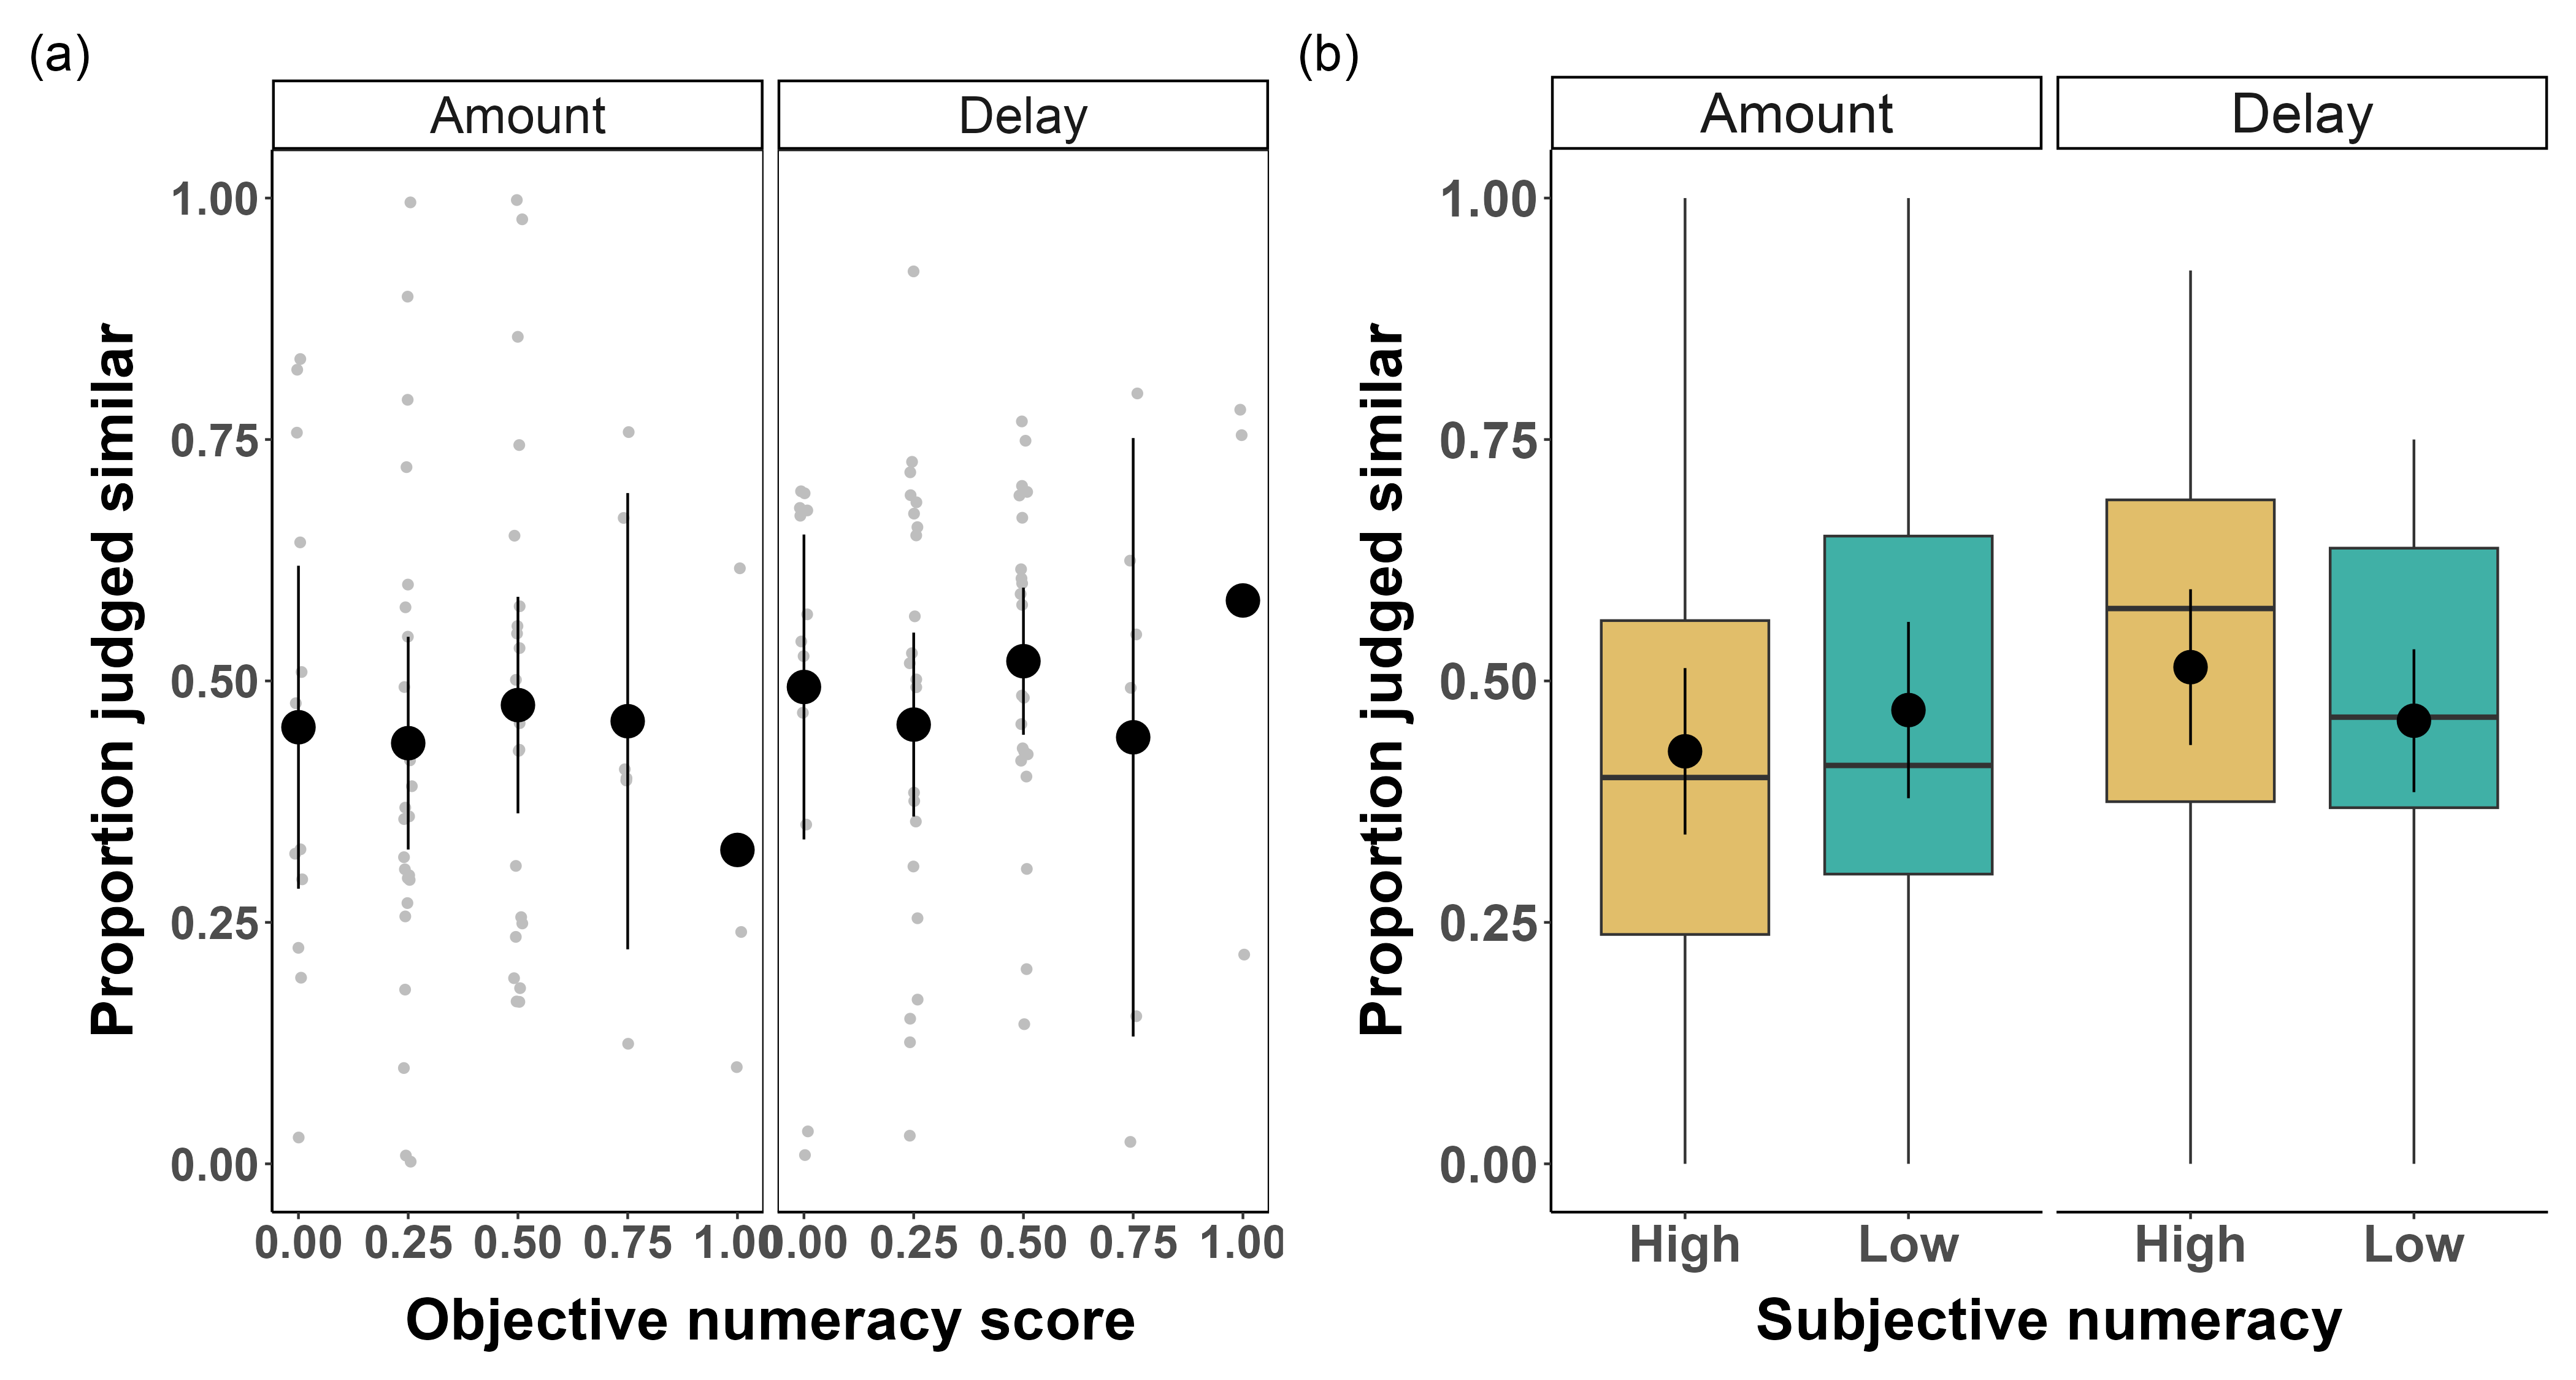 (a)
Amount Delay
Proportion judged similar
1.00
0.75
0.50
0.25
0.00
0.00 0.25 0.50 0.75 1.00 0.00 0.25 0.50 0.75 1.00
Objective numeracy score
(b)
Amount Delay
Proportion judged similar
1.00
0.75
0.50
0.25
0.00
High Low High Low
Subjective numeracy